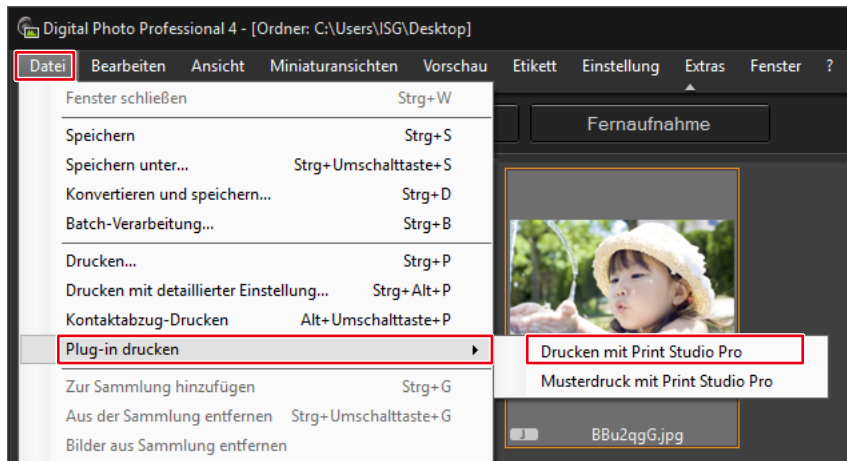 Digital Photo Professional 4 - [Ordner: C:\Users\ISG\Desktop]
Datei Bearbeiten Ansicht Miniaturansichten Vorschau Etikett Einstellung Extras Fenster ?
Fenster schließen Strg+W
Fernaufnahme
Speichern Strg+S
Speichern unter... Strg+Umschalttaste+S
Konvertieren und speichern... Strg+D
Batch-Verarbeitung... Strg+B
Drucken... Strg+P
Drucken mit detaillierter Einstellung... Strg+Alt+P
Kontaktabzug-Drucken Alt+Umschalttaste+P
Plug-in drucken
Drucken mit Print Studio Pro
Musterdruck mit Print Studio Pro
Zur Sammlung hinzufügen Strg+G
Aus der Sammlung entfernen Strg+Umschalttaste+G
Bilder aus Sammlung entfernen
J BBu2qgG.jpg